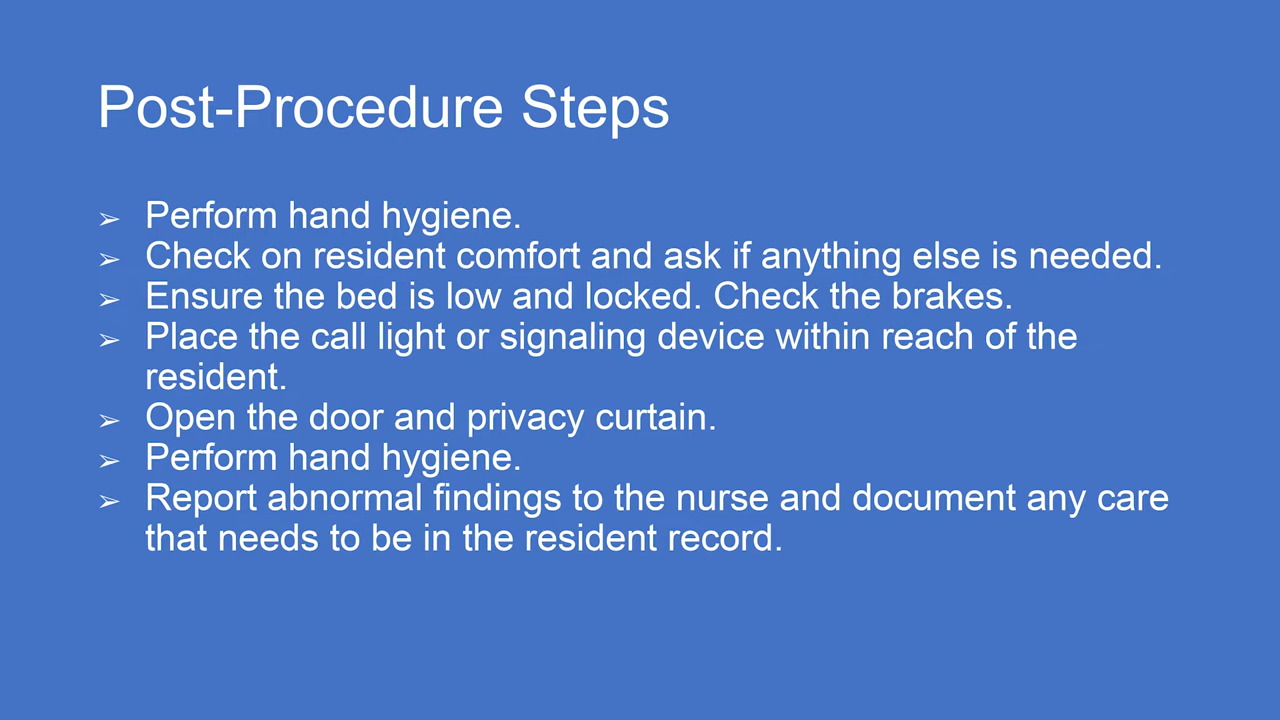 Post-Procedure Steps
➢ Perform hand hygiene.
➢ Check on resident comfort and ask if anything else is needed.
➢ Ensure the bed is low and locked. Check the brakes.
➢ Place the call light or signaling device within reach of the
resident.
➢ Open the door and privacy curtain.
➢ Perform hand hygiene.
➢ Report abnormal findings to the nurse and document any care
that needs to be in the resident record.